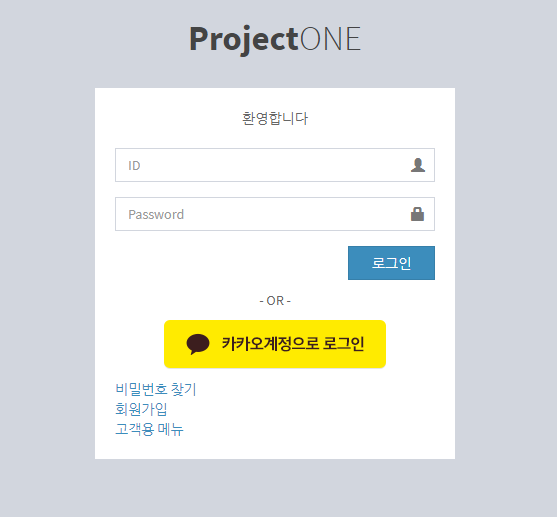 ProjectONE
환영합니다
ID
Password
로그인
- OR -
카카오계정으로 로그인
비밀번호 찾기
회원가입
고객용 메뉴